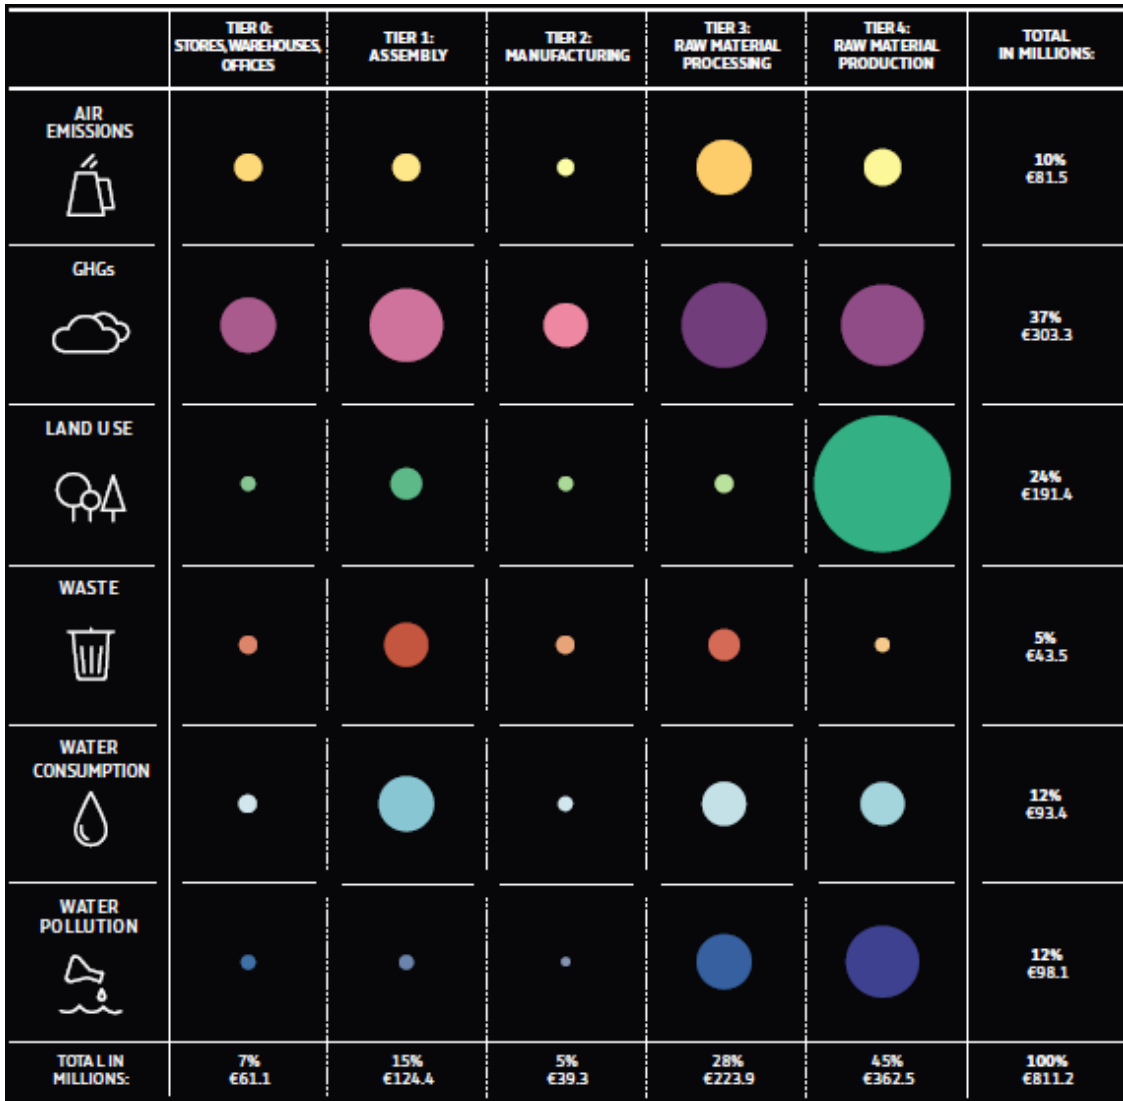 TIER 0:
STORES, WAREHOUSES,
OFFICES
TIER 1:
ASSEMBLY
TIER 2:
MANUFACTURING
TIER 3:
RAW MATERIAL
PROCESSING
TIER 4:
RAW MATERIAL
PRODUCTION
TOTAL
IN MILLIONS:
AIR
EMISSIONS
10%
€81.5
GHGs
37%
€303.3
LAND USE
24%
€191.4
WASTE
5%
€43.5
WATER
CONSUMPTION
12%
€93.4
WATER
POLLUTION
12%
€98.1
TOTAL IN
MILLIONS:
7%
€61.1
15%
€124.4
5%
€39.3
28%
€223.9
45%
€362.5
100%
€811.2